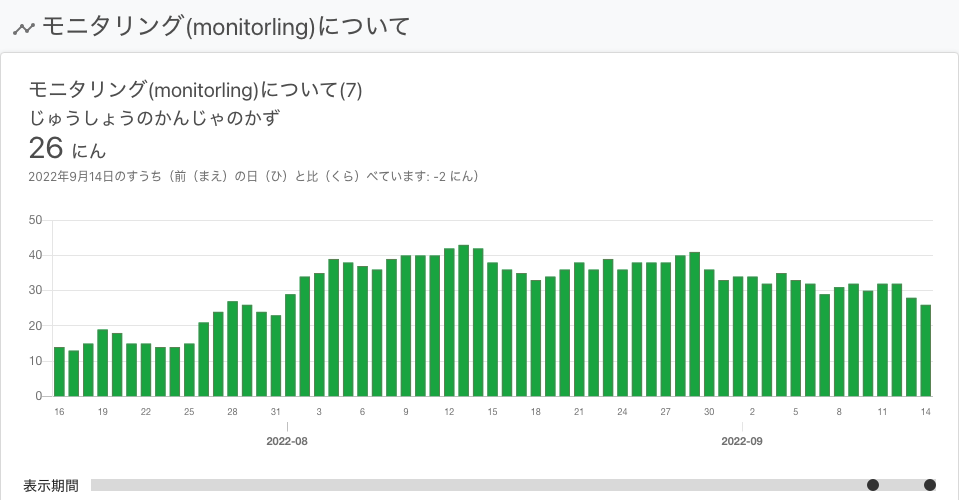 モニタリング(monitorling)について
モニタリング(monitorling)について(7)
じゅうしょうのかんじゃのかず
26 にん
2022年9月14日のすうち（前（まえ）の日（ひ）と比（くら）べています: -2 にん）
50
40
30
20
10
0
16 19 22 25 28 31 3 6 9 12 15 18 21 24 27 30 2 5 8 11 14
2022-08 2022-09
表示期間